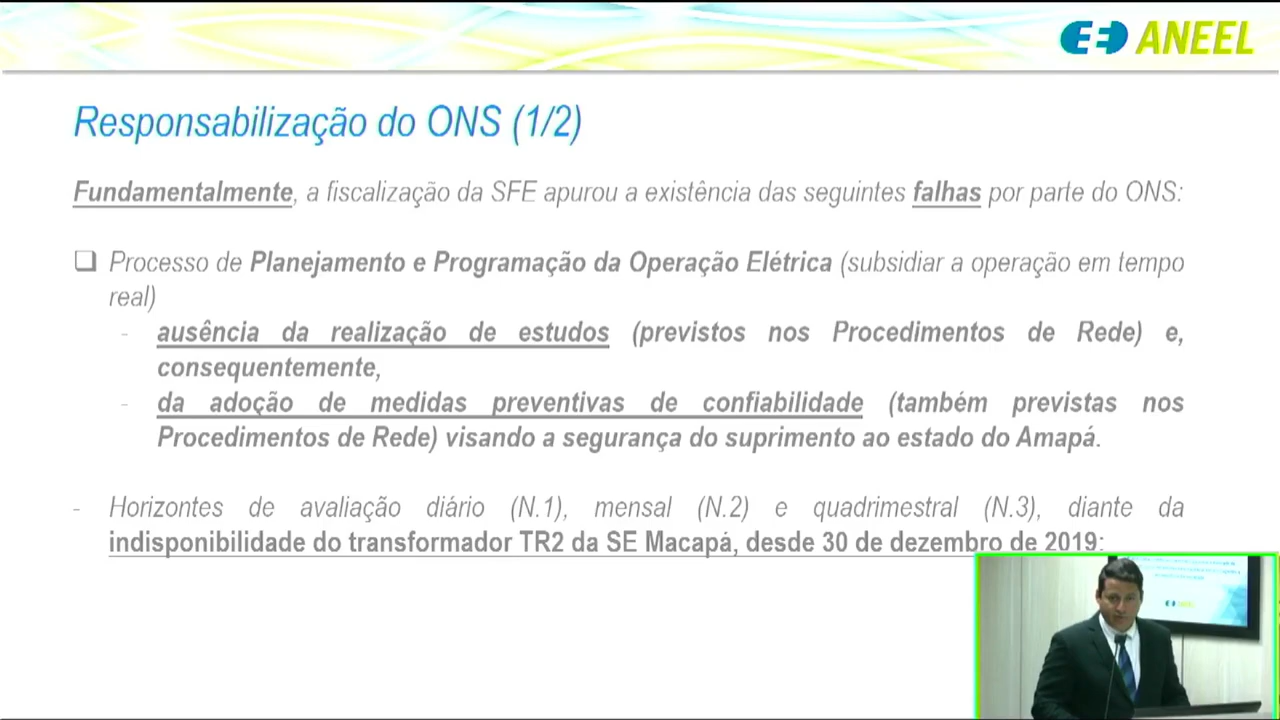 ANEEL
Responsabilização do ONS (1/2)
Fundamentalmente, a fiscalização da SFE apurou a existência das seguintes falhas por parte do ONS:
❑ Processo de Planejamento e Programação da Operação Elétrica (subsidiar a operação em tempo
real)
- ausência da realização de estudos (previstos nos Procedimentos de Rede) e,
consequentemente,
- da adoção de medidas preventivas de confiabilidade (também previstas nos
Procedimentos de Rede) visando a segurança do suprimento ao estado do Amapá.
- Horizontes de avaliação diário (N.1), mensal (N.2) e quadrimestral (N.3), diante da
indisponibilidade do transformador TR2 da SE Macapá, desde 30 de dezembro de 2019:
ANEEL